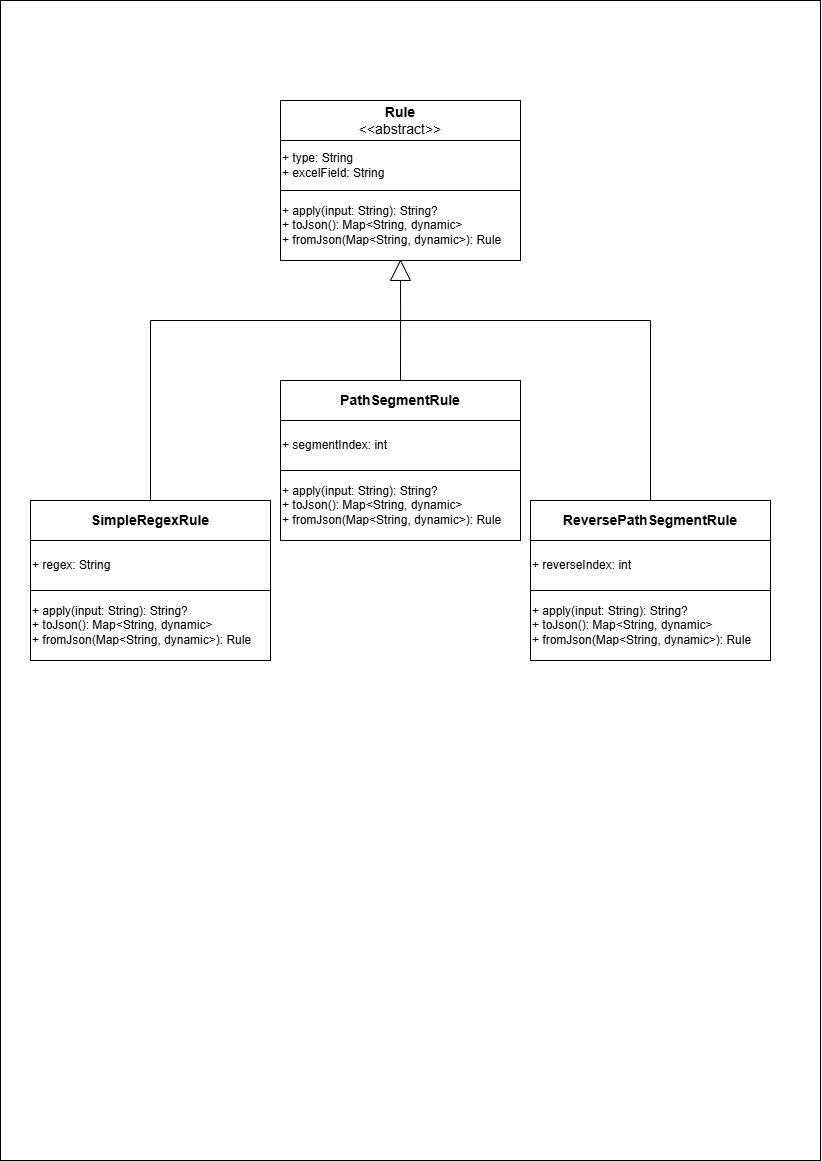 Rule
<<abstract>>
+ type: String
+ excelField: String
+ apply(input: String): String?
+ toJson(): Map<String, dynamic>
+ fromJson(Map<String, dynamic>): Rule
PathSegmentRule
+ segmentIndex: int
+ apply(input: String): String?
+ toJson(): Map<String, dynamic>
+ fromJson(Map<String, dynamic>): Rule
SimpleRegexRule
+ regex: String
+ apply(input: String): String?
+ toJson(): Map<String, dynamic>
+ fromJson(Map<String, dynamic>): Rule
ReversePathSegmentRule
+ reverseIndex: int
+ apply(input: String): String?
+ toJson(): Map<String, dynamic>
+ fromJson(Map<String, dynamic>): Rule